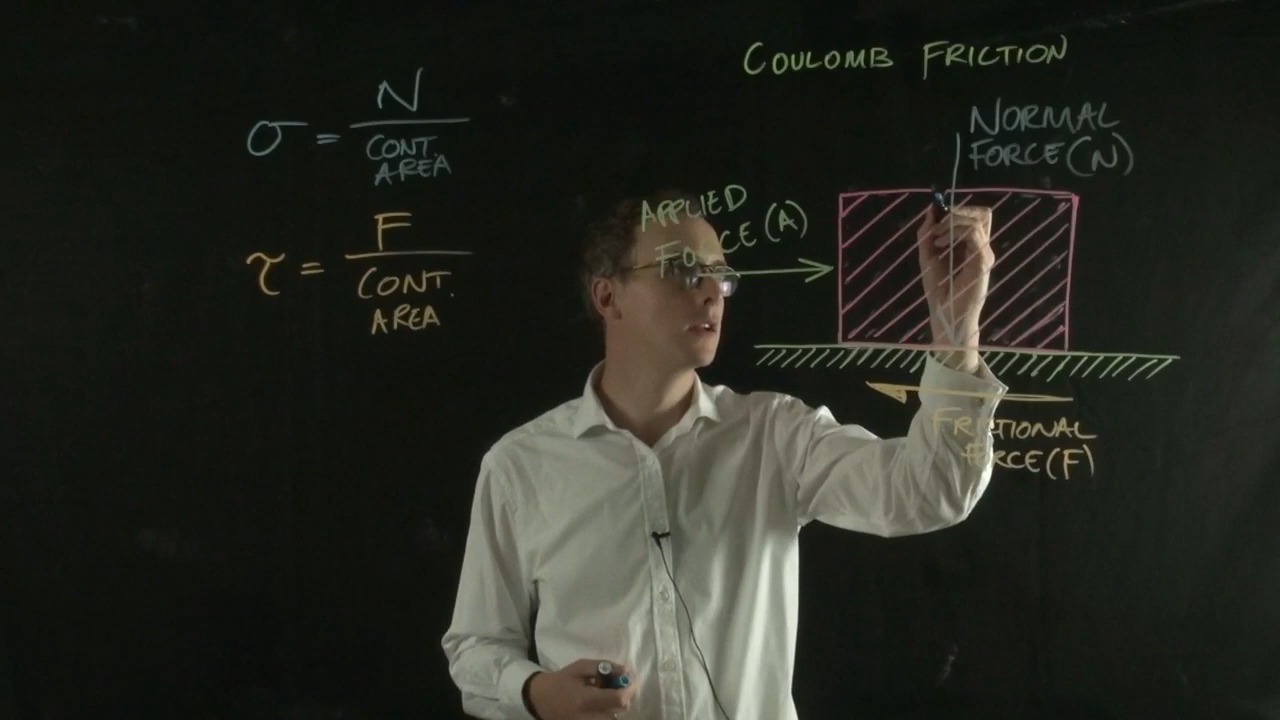 COULOMB FRICTION
σ = N
CONT.
AREA
τ = F
CONT.
AREA
NORMAL
FORCE(N)
APPLIED
FORCE(A)
FRICTIONAL
FORCE(F)